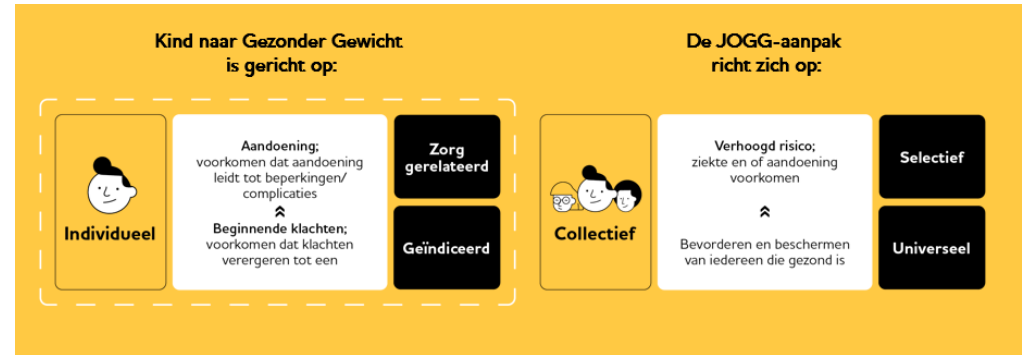 Kind naar Gezonder Gewicht
is gericht op:
Individueel
Aandoening;
voorkomen dat aandoening
leidt tot beperkingen/
complicaties
Beginnende klachten;
voorkomen dat klachten
verergeren tot een
Zorg
gerelateerd
Geïndiceerd
De JOGG-aanpak
richt zich op:
Collectief
Verhoogd risico;
ziekte en of aandoening
voorkomen
Bevorderen en beschermen
van iedereen die gezond is
Selectief
Universeel